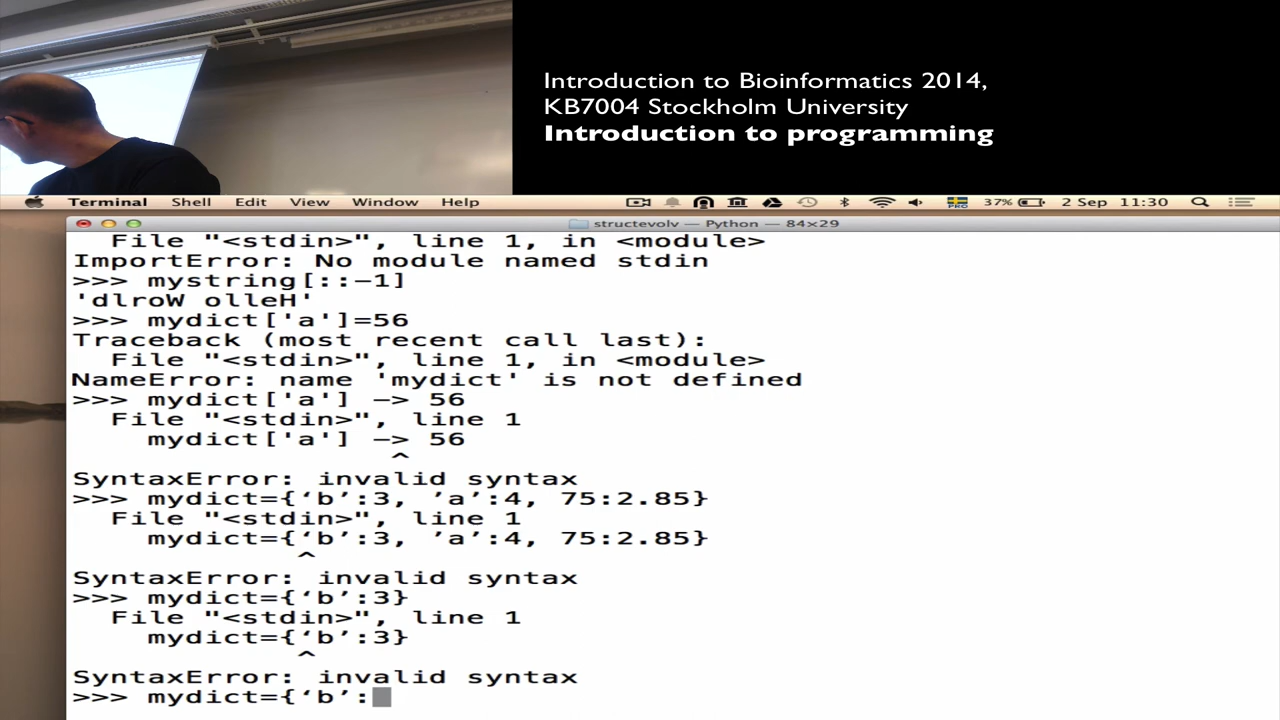 Introduction to Bioinformatics 2014,
KB7004 Stockholm University
Introduction to programming
Terminal Shell Edit View Window Help 37% 2 Sep 11:30
structevolv — Python — 84×29
File "<stdin>", line 1, in <module>
ImportError: No module named stdin
>>> mystring[::-1]
'dlroW olleH'
>>> mydict['a']=56
Traceback (most recent call last):
File "<stdin>", line 1, in <module>
NameError: name 'mydict' is not defined
>>> mydict['a'] -> 56
File "<stdin>", line 1
mydict['a'] -> 56
^
SyntaxError: invalid syntax
>>> mydict={‘b’:3, ’a’:4, 75:2.85}
File "<stdin>", line 1
mydict={‘b’:3, ’a’:4, 75:2.85}
^
SyntaxError: invalid syntax
>>> mydict={‘b’:3}
File "<stdin>", line 1
mydict={‘b’:3}
^
SyntaxError: invalid syntax
>>> mydict={‘b’: